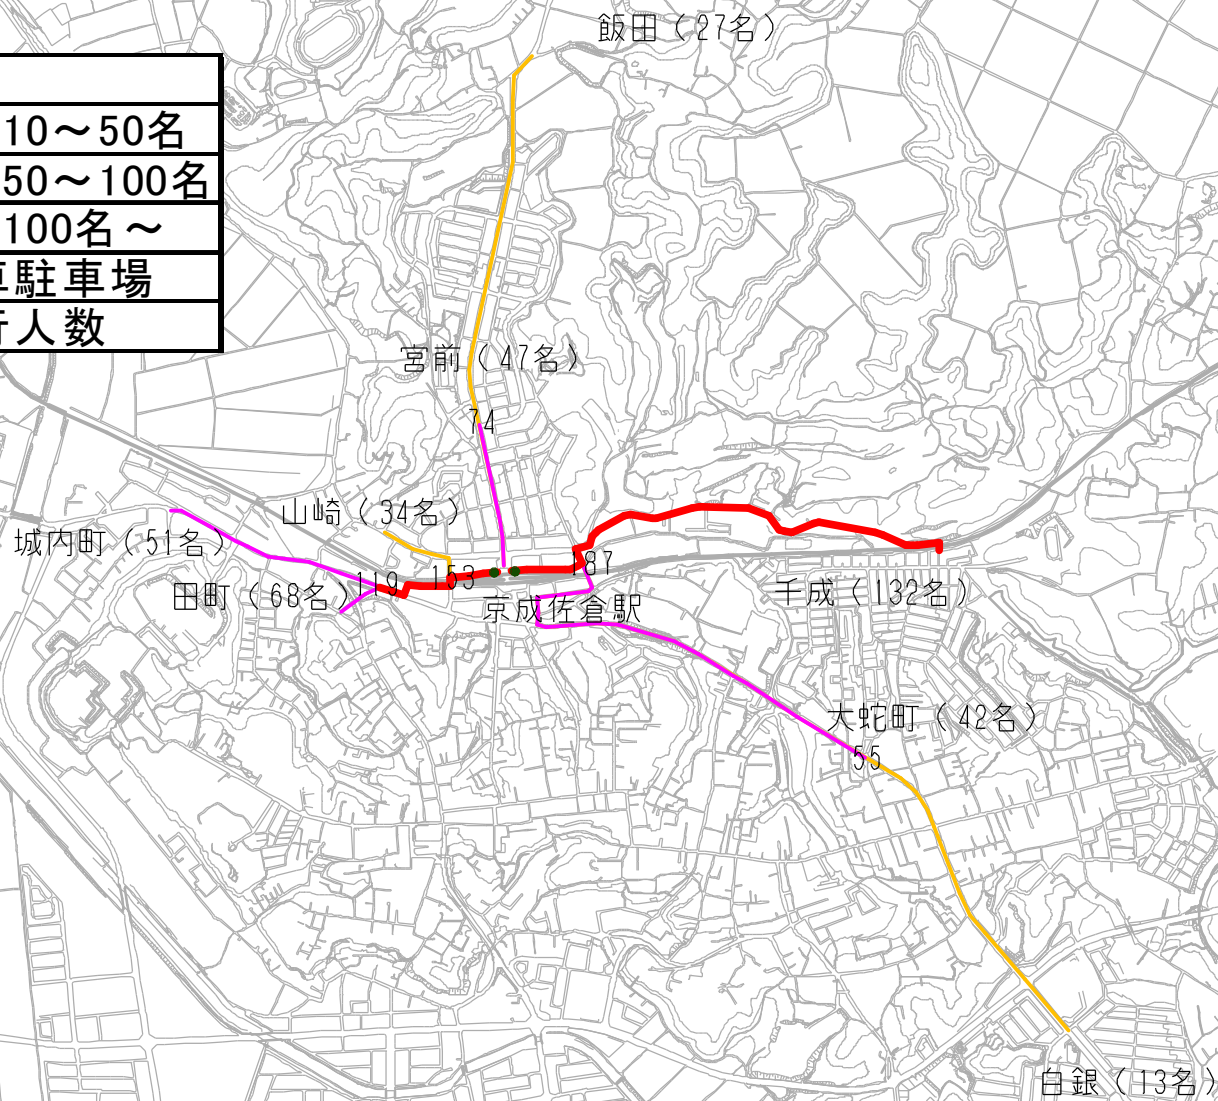 飯田（27名）
10～50名
50～100名
100名～
車駐車場
行人数
宮前（47名）
74
山崎（34名）
城内町（51名）
田町（68名）
119
153
187
京成佐倉駅
千成（132名）
大蛇町（42名）
55
白銀（13名）